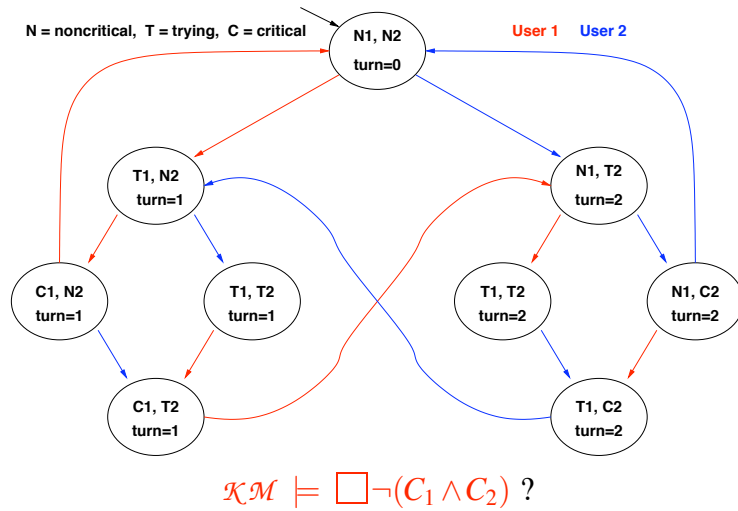 N = noncritical, T = trying, C = critical
User 1 User 2
N1, N2
turn=0
T1, N2
turn=1
N1, T2
turn=2
C1, N2
turn=1
T1, T2
turn=1
T1, T2
turn=2
N1, C2
turn=2
C1, T2
turn=1
T1, C2
turn=2
𝒦ℳ ⊨ □¬(C₁ ∧ C₂) ?